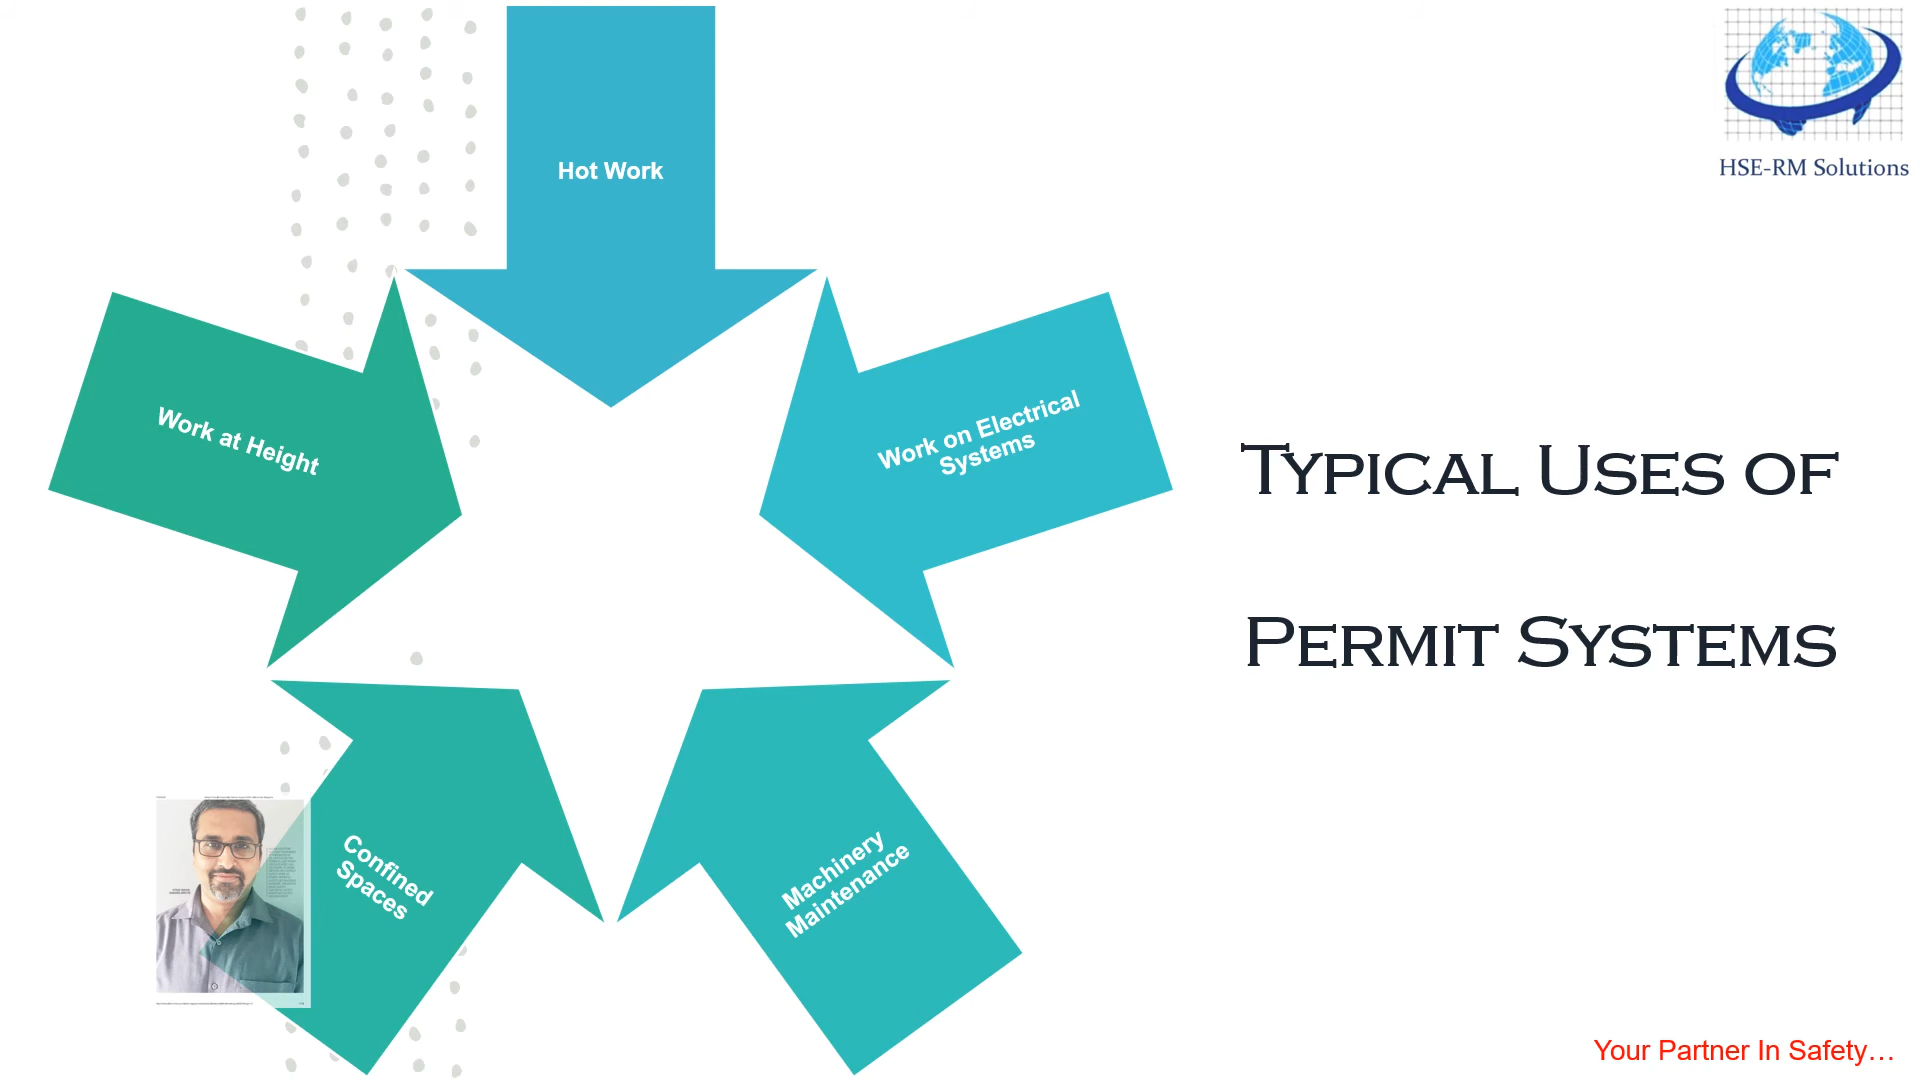 Hot Work
HSE-RM Solutions
Work at Height
Work on Electrical
Systems
Typical Uses of
Permit Systems
Confined
Spaces
Machinery
Maintenance
Your Partner In Safety...